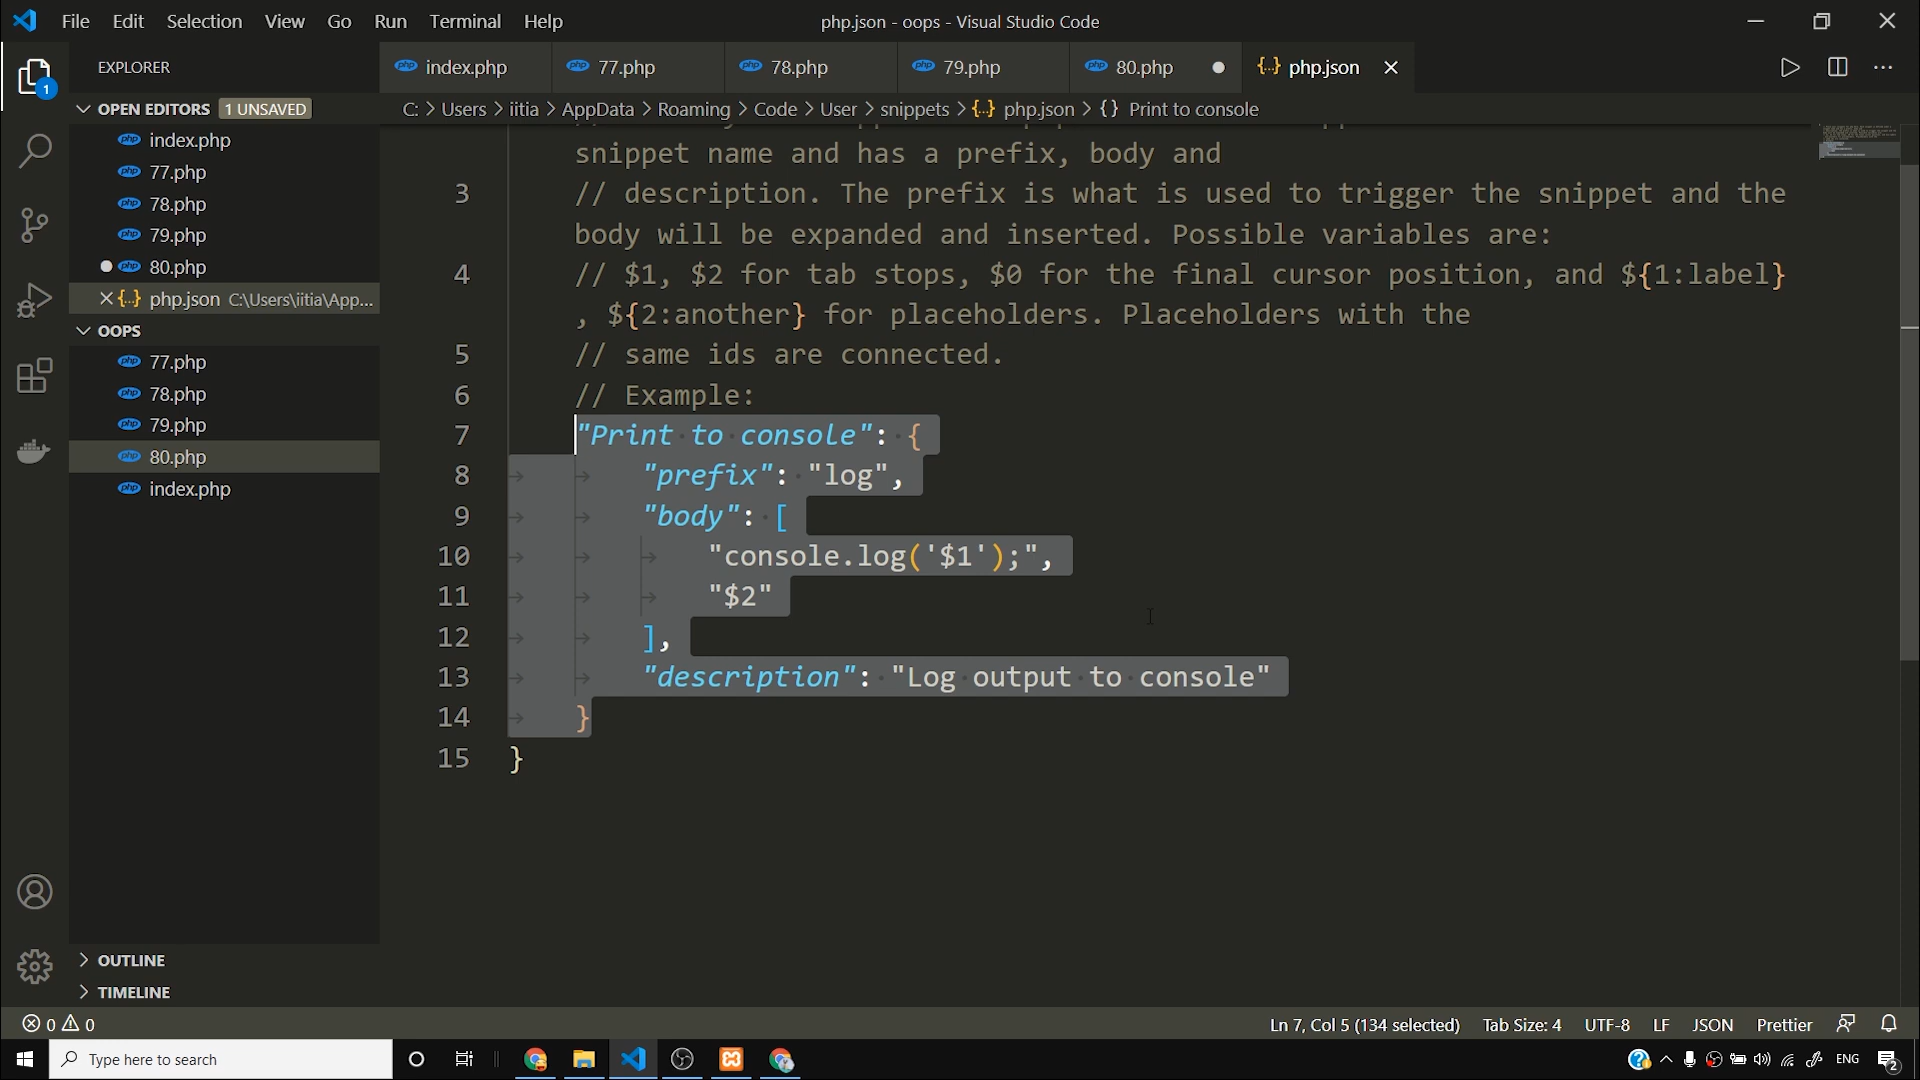 File Edit Selection View Go Run Terminal Help
php.json - oops - Visual Studio Code
EXPLORER
index.php
77.php
78.php
79.php
80.php
{..} php.json
OPEN EDITORS 1 UNSAVED
C: > Users > iitia > AppData > Roaming > Code > User > snippets > {..} php.json > {} Print to console
index.php
77.php
78.php
79.php
80.php
{..} php.json C:\Users\iitia\App...
OOPS
77.php
78.php
79.php
80.php
index.php
snippet name and has a prefix, body and
3 // description. The prefix is what is used to trigger the snippet and the
body will be expanded and inserted. Possible variables are:
4 // $1, $2 for tab stops, $0 for the final cursor position, and ${1:label}
, ${2:another} for placeholders. Placeholders with the
5 // same ids are connected.
6 // Example:
7 "Print to console": {
8 "prefix": "log",
9 "body": [
10 "console.log('$1');",
11 "$2"
12 ],
13 "description": "Log output to console"
14 }
15 }
OUTLINE
TIMELINE
0 0
Ln 7, Col 5 (134 selected) Tab Size: 4 UTF-8 LF JSON Prettier
Type here to search
ENG
2
1